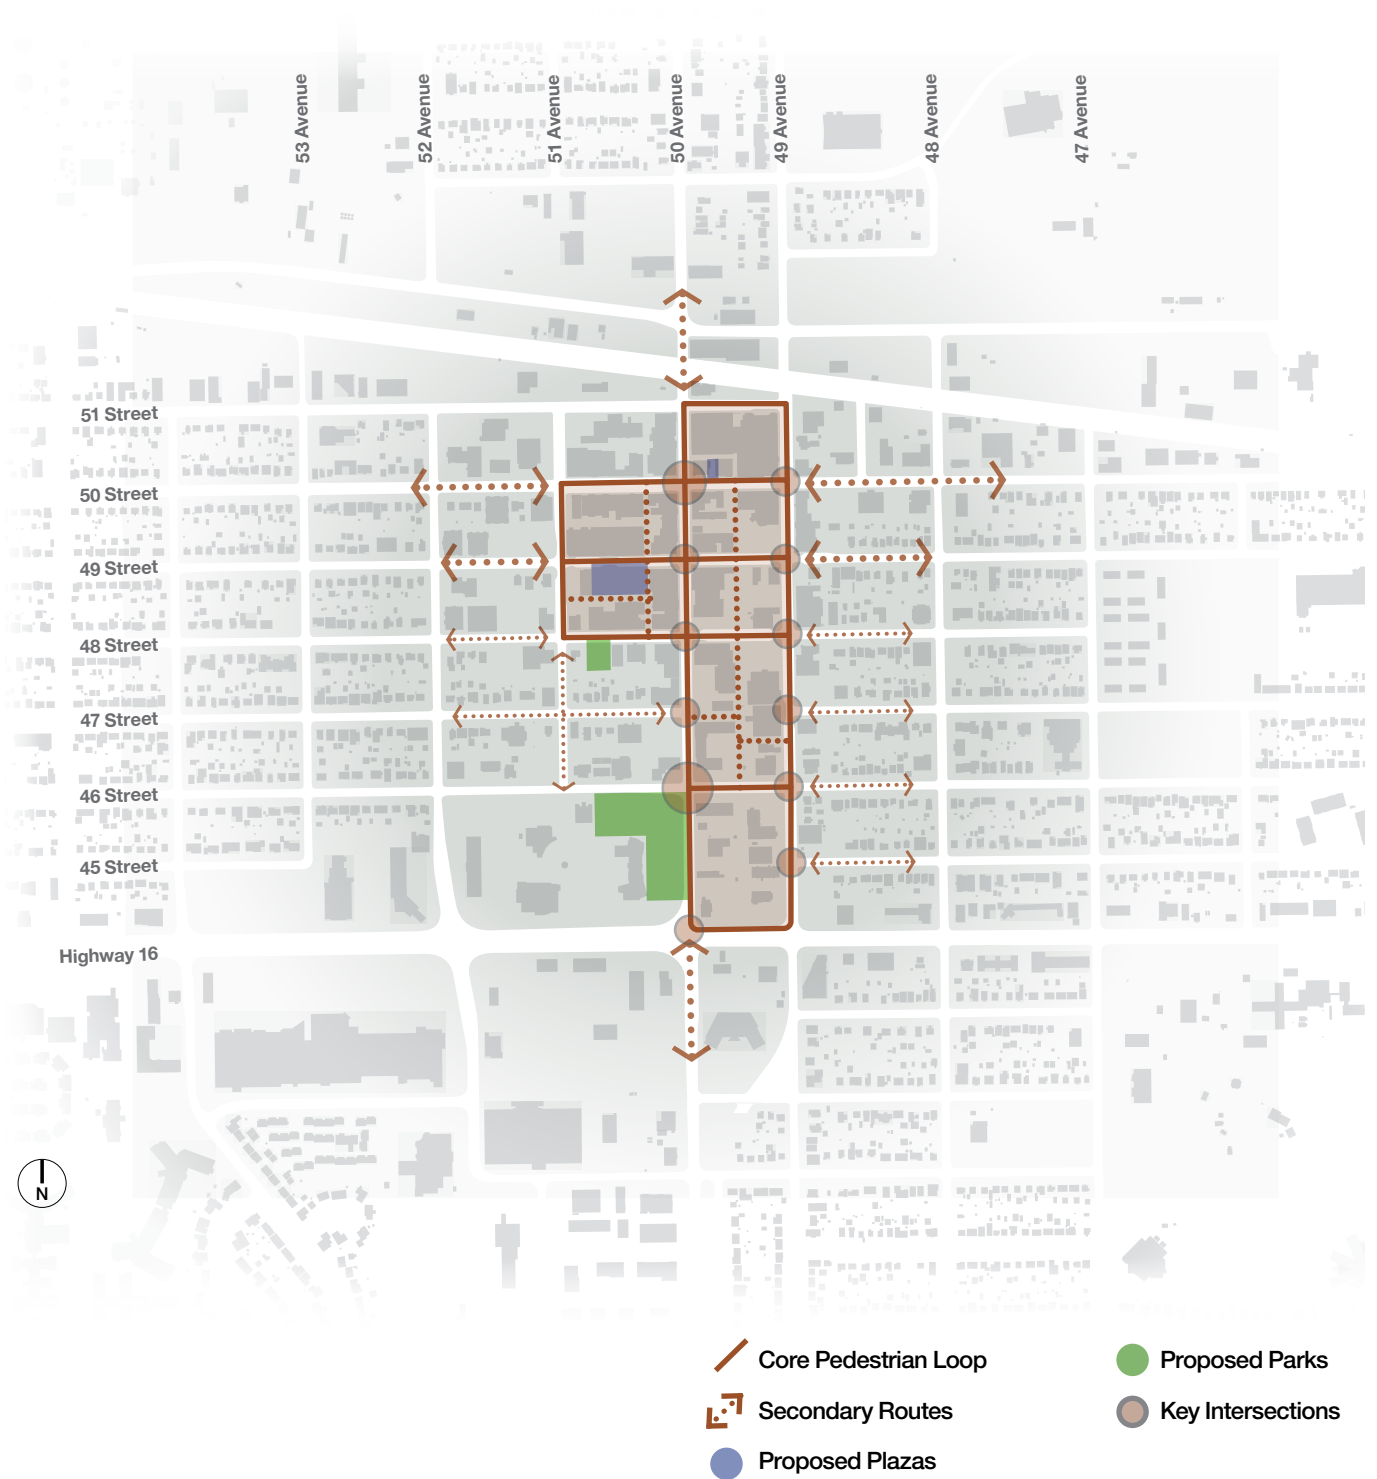 53 Avenue
52 Avenue
51 Avenue
50 Avenue
49 Avenue
48 Avenue
47 Avenue
51 Street
50 Street
49 Street
48 Street
47 Street
46 Street
45 Street
Highway 16
N
Core Pedestrian Loop
Secondary Routes
Proposed Plazas
Proposed Parks
Key Intersections